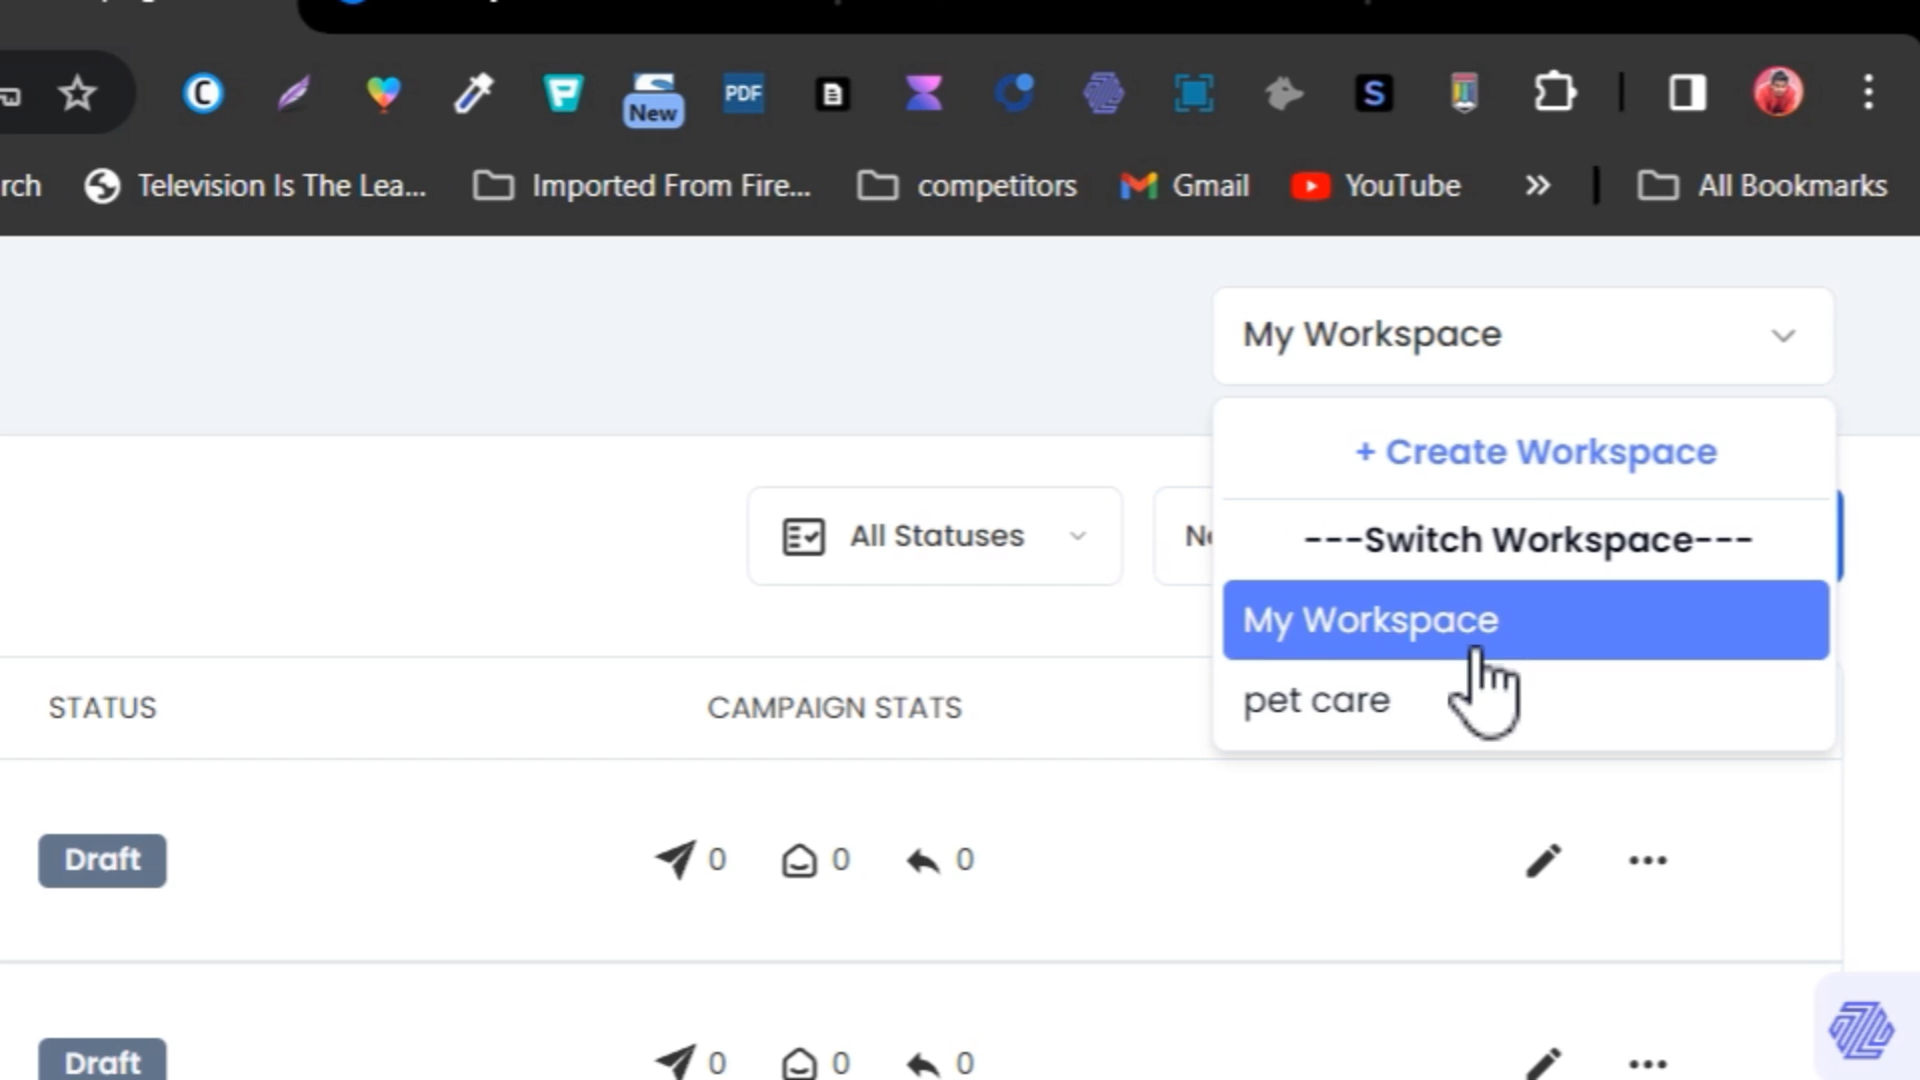 C
New
PDF
S
rch
Television Is The Lea...
Imported From Fire...
competitors
Gmail
YouTube
All Bookmarks
My Workspace
+ Create Workspace
All Statuses
---Switch Workspace---
My Workspace
pet care
STATUS
CAMPAIGN STATS
Draft
0
0
0
Draft
0
0
0